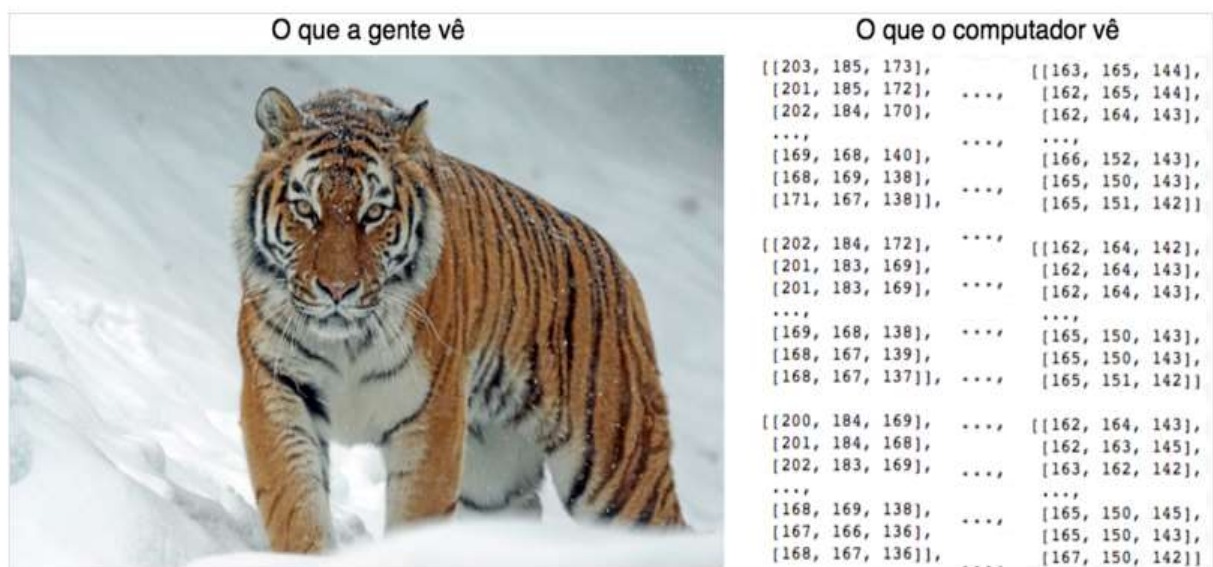 O que a gente vê
O que o computador vê
[[203, 185, 173],
[201, 185, 172],
[202, 184, 170],
...,
[169, 168, 140],
[168, 169, 138],
[171, 167, 138]],
[[202, 184, 172],
[201, 183, 169],
[201, 183, 169],
...,
[169, 168, 138],
[168, 167, 139],
[168, 167, 137]],
[[200, 184, 169],
[201, 184, 168],
[202, 183, 169],
...,
[168, 169, 138],
[167, 166, 136],
[168, 167, 136]],
...,
...,
...,
...,
...,
...,
...,
...,
...,
...,
....
[[163, 165, 144],
[162, 165, 144],
[162, 164, 143],
...,
[166, 152, 143],
[165, 150, 143],
[165, 151, 142]]
[[162, 164, 142],
[162, 164, 143],
[162, 164, 143],
...,
[165, 150, 143],
[165, 150, 143],
[165, 151, 142]]
[[162, 164, 143],
[162, 163, 145],
[163, 162, 142],
...,
[165, 150, 145],
[165, 150, 143],
[167, 150, 142]]